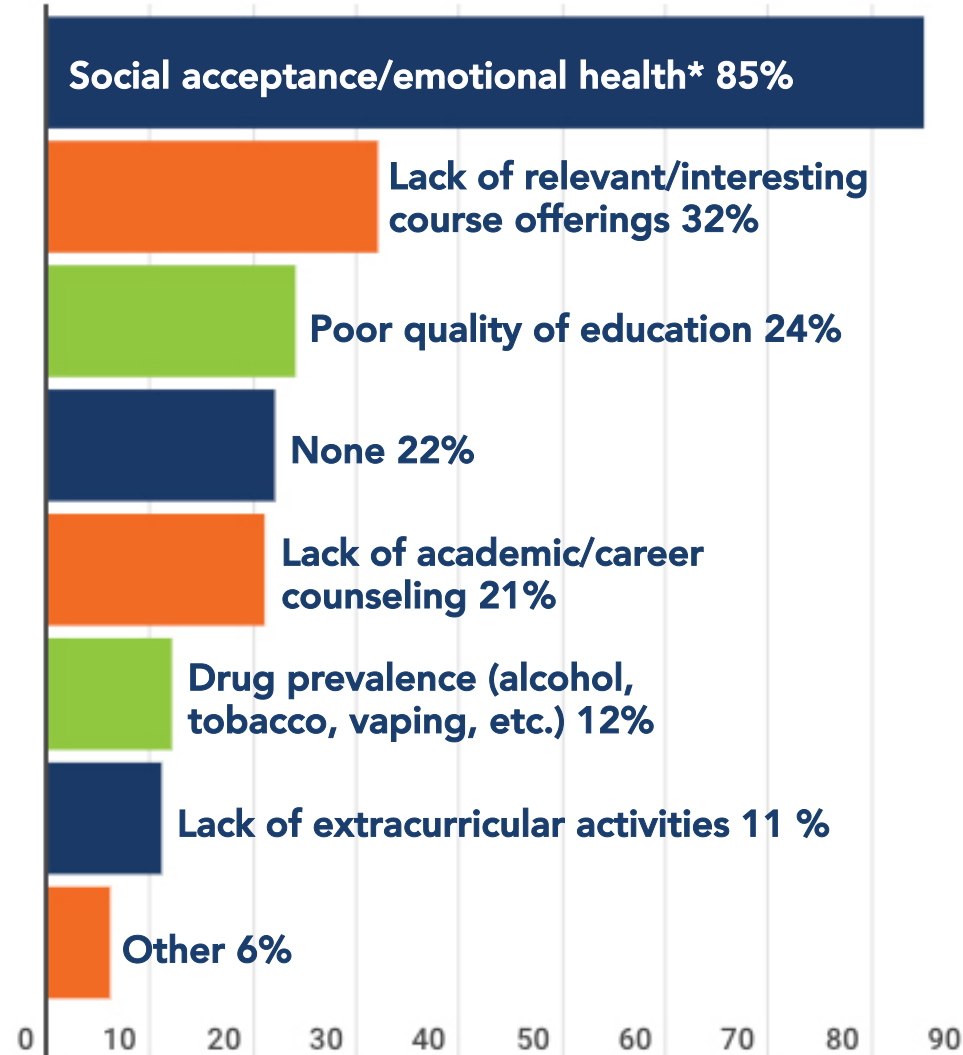 Social acceptance/emotional health* 85%
Lack of relevant/interesting
course offerings 32%
Poor quality of education 24%
None 22%
Lack of academic/career
counseling 21%
Drug prevalence (alcohol,
tobacco, vaping, etc.) 12%
Lack of extracurricular activities 11 %
Other 6%
0 10 20 30 40 50 60 70 80 90